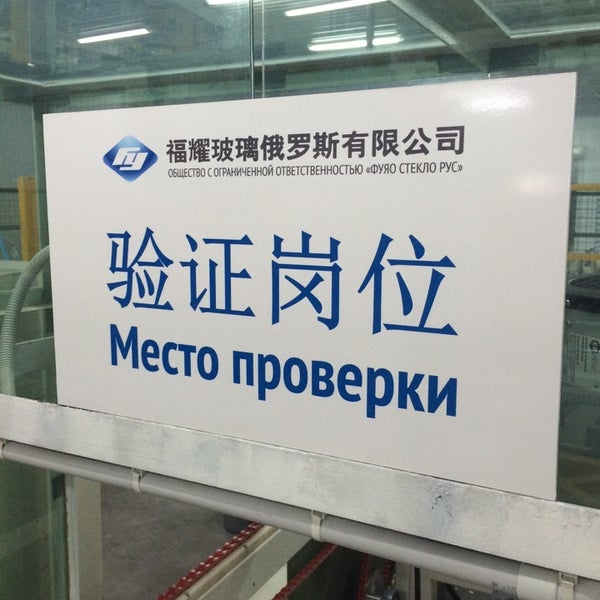 福耀玻璃俄罗斯有限公司
ОБЩЕСТВО С ОГРАНИЧЕННОЙ ОТВЕТСТВЕННОСТЬЮ «ФУЯО СТЕКЛО РУС»
验证岗位
Место проверки